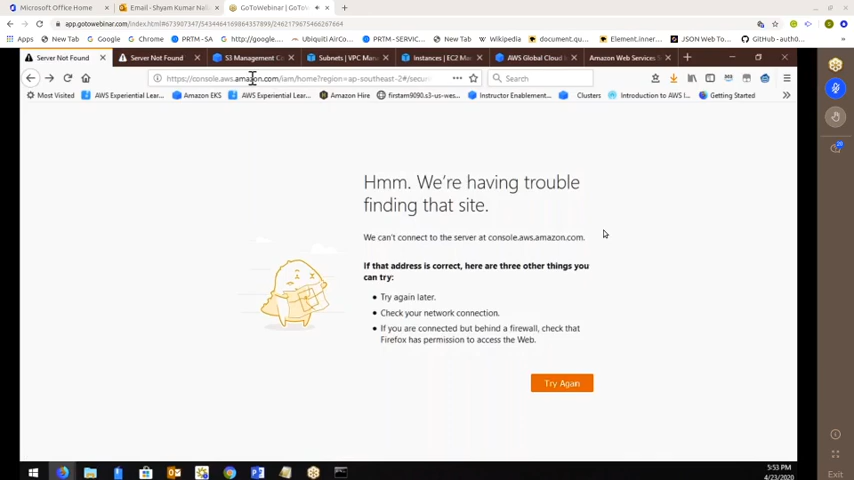 Microsoft Office Home
Email - Shyam Kumar Nal
GoToWebinar | GoTo
app.gotowebinar.com/index.html#673907347/5434464169864357899/2462179675466267664
New Tab
Google
PRTM - SA
http://google....
Ubiquiti AirCo...
PRTM-SERVIC...
New Tab
Wikipedia
document.qu...
Element.inner...
JSON Web To...
GitHub - auth0...
Server Not Found
Server Not Found
S3 Management C
Subnets | VPC Man
Instances | EC2 Man
AWS Global Cloud
Amazon Web Services
https://console.aws.amazon.com/iam/home?region=ap-southeast-2#/secur
Search
Most Visited
AWS Experiential Lear...
Amazon EKS
AWS Experiential Lear...
Amazon Hire
firstam9090.s3-us-wes...
Instructor Enablement...
Clusters
Introduction to AWS I...
Getting Started
Hmm. We're having trouble
finding that site.
We can't connect to the server at console.aws.amazon.com.
If that address is correct, here are three other things you
can try:
Try again later.
Check your network connection.
If you are connected but behind a firewall, check that
Firefox has permission to access the Web.
Try Again
5:53 PM
4/23/2020
Exit